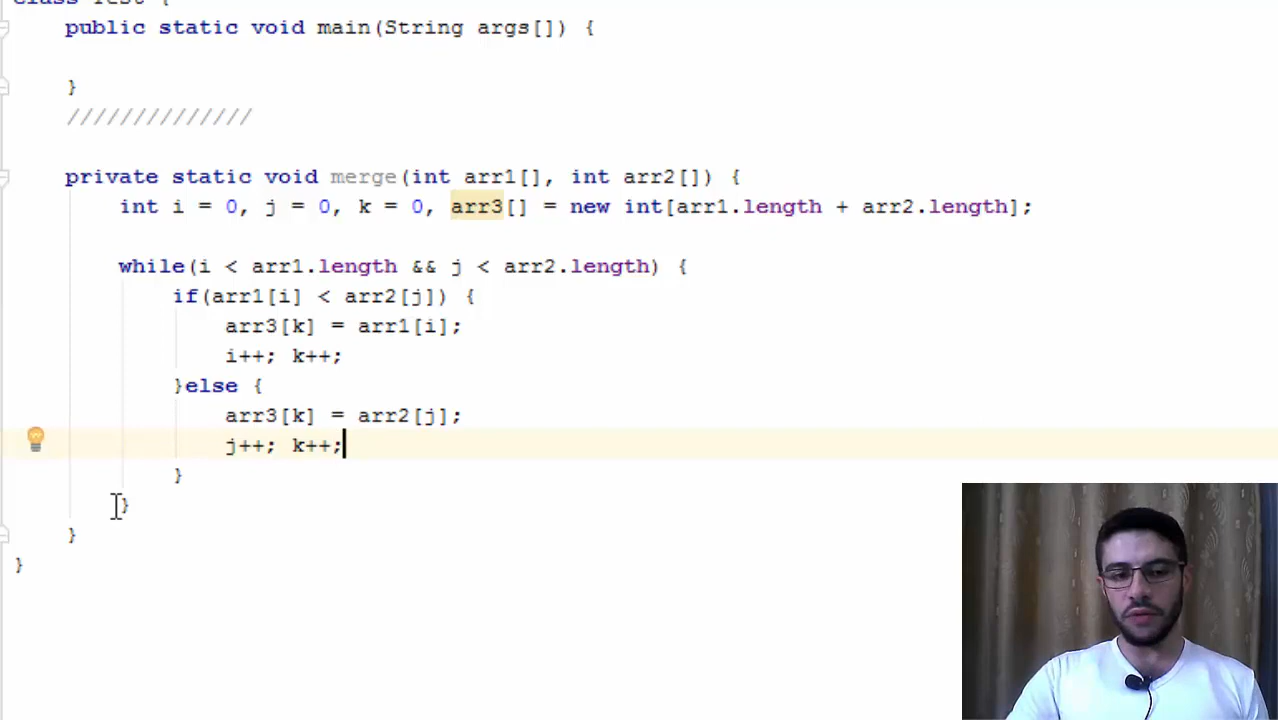 class Test {
public static void main(String args[]) {
}
//////////////
private static void merge(int arr1[], int arr2[]) {
int i = 0, j = 0, k = 0, arr3[] = new int[arr1.length + arr2.length];
while(i < arr1.length && j < arr2.length) {
if(arr1[i] < arr2[j]) {
arr3[k] = arr1[i];
i++; k++;
}else {
arr3[k] = arr2[j];
j++; k++;
}
}
}
}